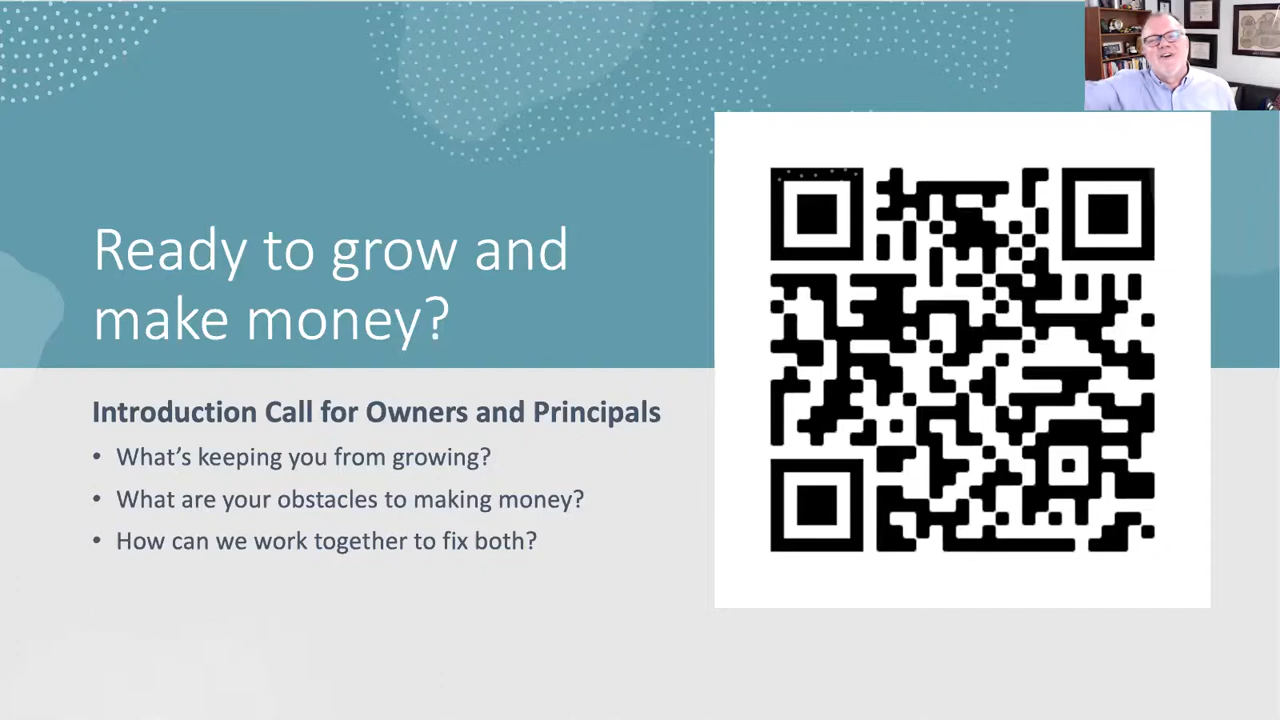 Ready to grow and
make money?
Introduction Call for Owners and Principals
• What’s keeping you from growing?
• What are your obstacles to making money?
• How can we work together to fix both?